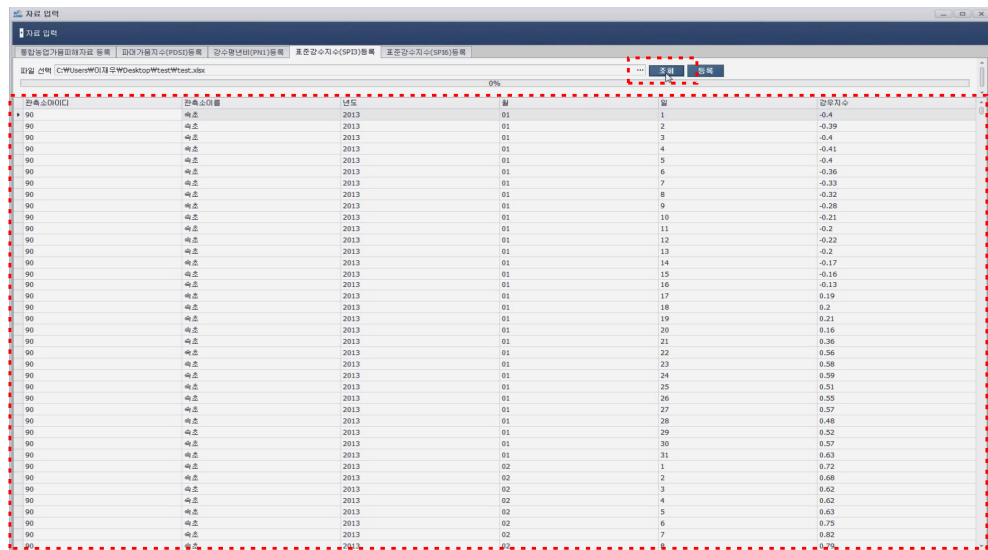 자료 입력
자료 입력
통합농업가뭄피해자료 등록 파머가뭄지수(PDSI)등록 강수평년비(PN1)등록 표준강수지수(SPI3)등록 표준강수지수(SPI6)등록
파일 선택 C:₩Users₩이재우₩Desktop₩test₩test.xlsx ... 조회 등록
0%
관측소아이디 관측소이름 년도 월 일 강우지수
90 속초 2013 01 1 -0.4
90 속초 2013 01 2 -0.39
90 속초 2013 01 3 -0.4
90 속초 2013 01 4 -0.41
90 속초 2013 01 5 -0.4
90 속초 2013 01 6 -0.36
90 속초 2013 01 7 -0.33
90 속초 2013 01 8 -0.32
90 속초 2013 01 9 -0.28
90 속초 2013 01 10 -0.21
90 속초 2013 01 11 -0.2
90 속초 2013 01 12 -0.22
90 속초 2013 01 13 -0.2
90 속초 2013 01 14 -0.17
90 속초 2013 01 15 -0.16
90 속초 2013 01 16 -0.13
90 속초 2013 01 17 0.19
90 속초 2013 01 18 0.2
90 속초 2013 01 19 0.21
90 속초 2013 01 20 0.16
90 속초 2013 01 21 0.36
90 속초 2013 01 22 0.56
90 속초 2013 01 23 0.58
90 속초 2013 01 24 0.59
90 속초 2013 01 25 0.51
90 속초 2013 01 26 0.55
90 속초 2013 01 27 0.57
90 속초 2013 01 28 0.48
90 속초 2013 01 29 0.52
90 속초 2013 01 30 0.57
90 속초 2013 01 31 0.63
90 속초 2013 02 1 0.72
90 속초 2013 02 2 0.68
90 속초 2013 02 3 0.62
90 속초 2013 02 4 0.62
90 속초 2013 02 5 0.63
90 속초 2013 02 6 0.75
90 속초 2013 02 7 0.82
90 속초 2013 02 8 0.79